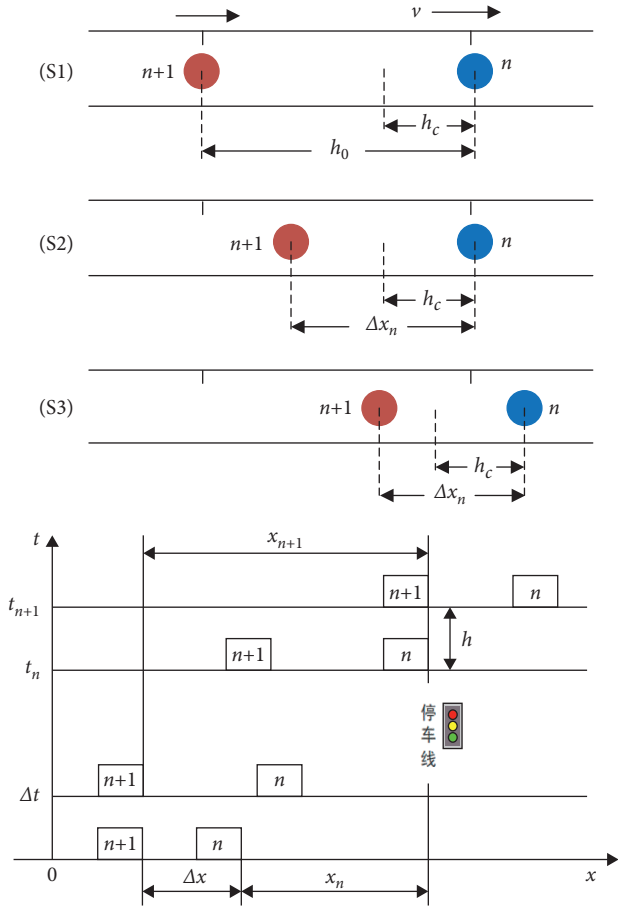 v
(S1) n+1 n
h_c
h_0
(S2) n+1 n
h_c
Δx_n
(S3) n+1 n
h_c
Δx_n
t
x_{n+1}
t_{n+1} n+1 n
h
t_n n+1 n
停
车
线
Δt n+1 n
n+1 n
0 Δx x_n x